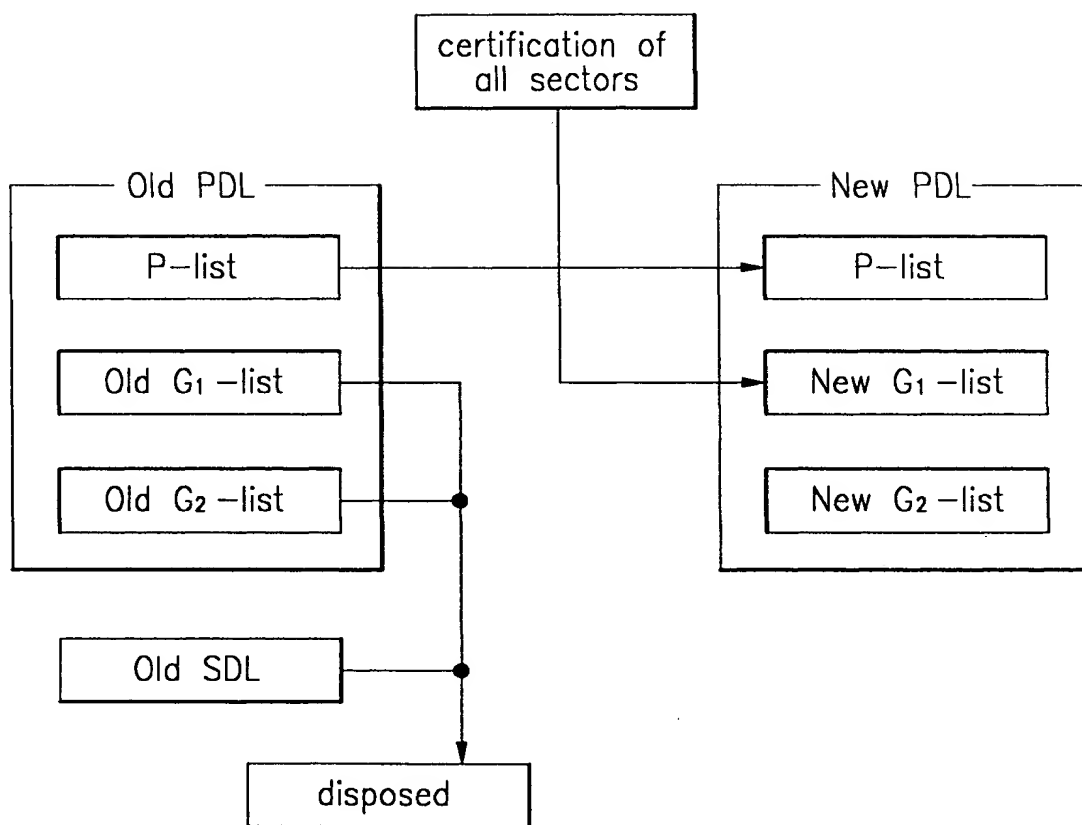 certification of
all sectors
Old PDL
New PDL
P-list
P-list
Old G1-list
New G1-list
Old G2-list
New G2-list
Old SDL
disposed